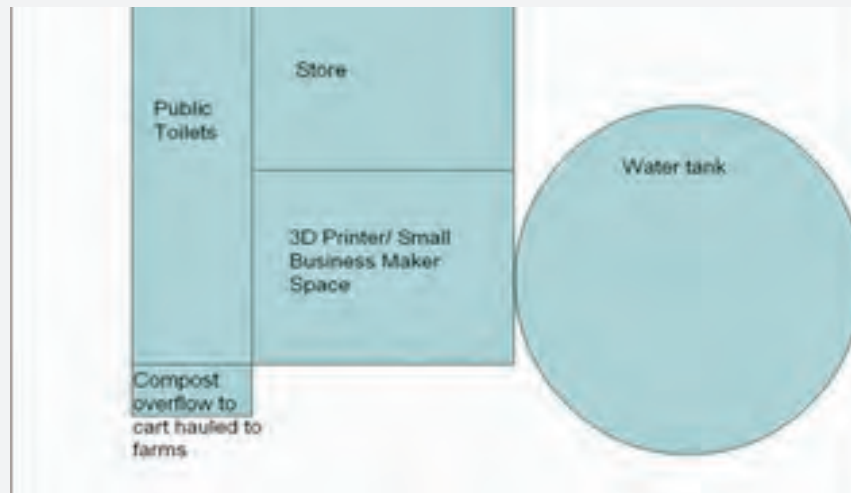 Store
Public
Toilets
Water tank
3D Printer/ Small
Business Maker
Space
Compost
overflow to
cart hauled to
farms